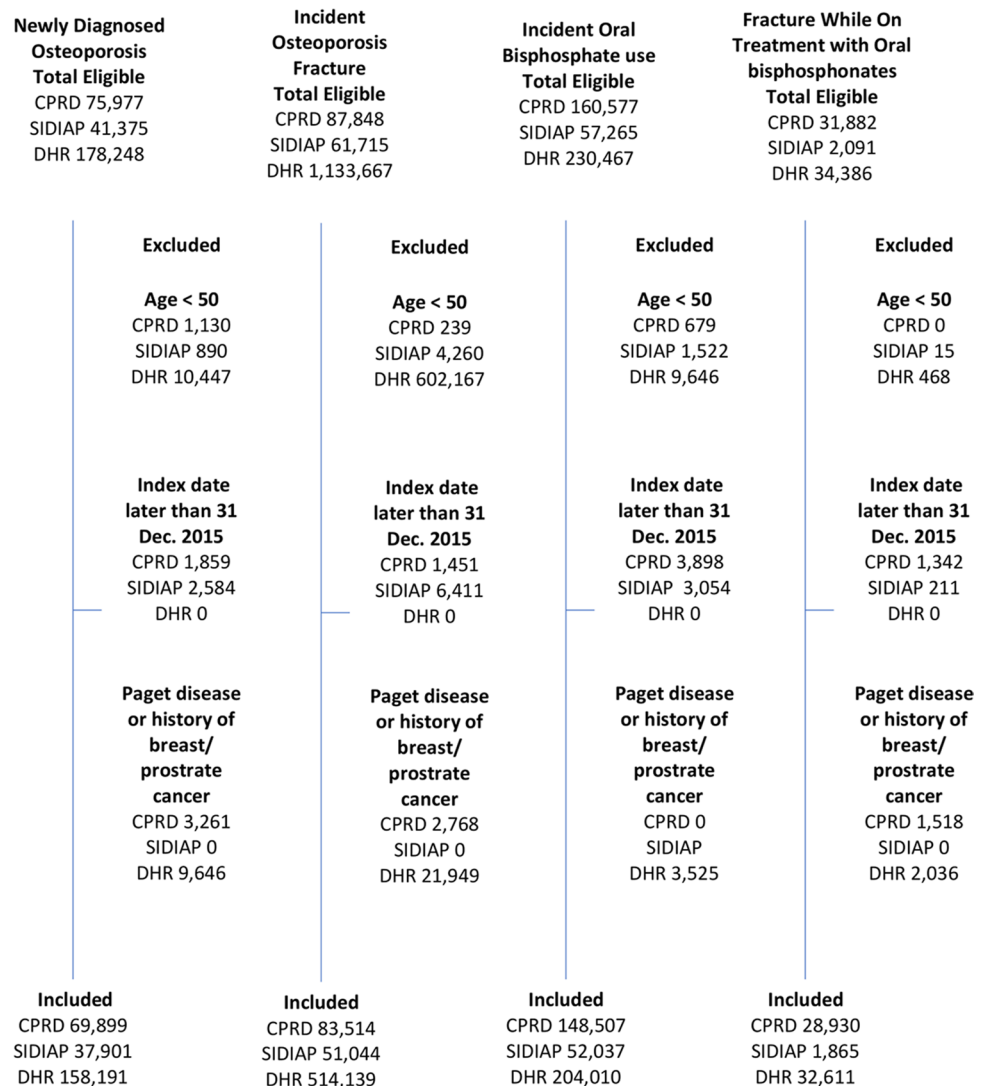 Newly Diagnosed
Osteoporosis
Total Eligible
CPRD 75,977
SIDIAP 41,375
DHR 178,248
Incident
Osteoporosis
Fracture
Total Eligible
CPRD 87,848
SIDIAP 61,715
DHR 1,133,667
Incident Oral
Bisphosphate use
Total Eligible
CPRD 160,577
SIDIAP 57,265
DHR 230,467
Fracture While On
Treatment with Oral
bisphosphonates
Total Eligible
CPRD 31,882
SIDIAP 2,091
DHR 34,386
Excluded
Age < 50
CPRD 1,130
SIDIAP 890
DHR 10,447
Index date
later than 31
Dec. 2015
CPRD 1,859
SIDIAP 2,584
DHR 0
Paget disease
or history of
breast/
prostrate
cancer
CPRD 3,261
SIDIAP 0
DHR 9,646
Excluded
Age < 50
CPRD 239
SIDIAP 4,260
DHR 602,167
Index date
later than 31
Dec. 2015
CPRD 1,451
SIDIAP 6,411
DHR 0
Paget disease
or history of
breast/
prostrate
cancer
CPRD 2,768
SIDIAP 0
DHR 21,949
Excluded
Age < 50
CPRD 679
SIDIAP 1,522
DHR 9,646
Index date
later than 31
Dec. 2015
CPRD 3,898
SIDIAP 3,054
DHR 0
Paget disease
or history of
breast/
prostrate
cancer
CPRD 0
SIDIAP
DHR 3,525
Excluded
Age < 50
CPRD 0
SIDIAP 15
DHR 468
Index date
later than 31
Dec. 2015
CPRD 1,342
SIDIAP 211
DHR 0
Paget disease
or history of
breast/
prostrate
cancer
CPRD 1,518
SIDIAP 0
DHR 2,036
Included
CPRD 69,899
SIDIAP 37,901
DHR 158,191
Included
CPRD 83,514
SIDIAP 51,044
DHR 514,139
Included
CPRD 148,507
SIDIAP 52,037
DHR 204,010
Included
CPRD 28,930
SIDIAP 1,865
DHR 32,611